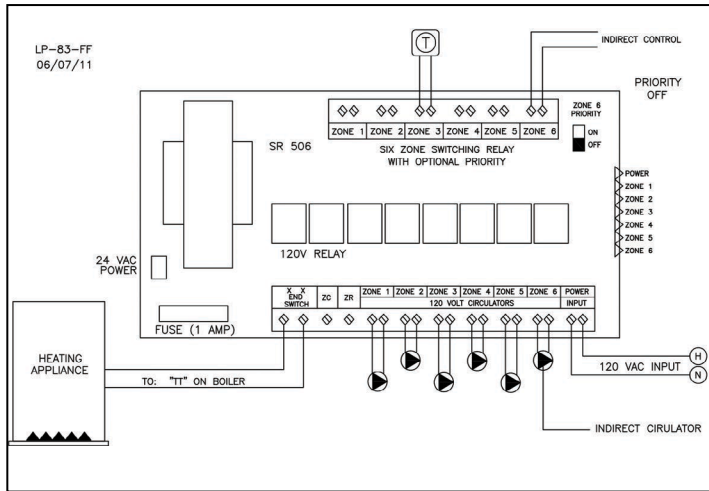 LP-83-FF
06/07/11
T
INDIRECT CONTROL
PRIORITY
OFF
ZONE 1 ZONE 2 ZONE 3 ZONE 4 ZONE 5 ZONE 6
ZONE 6
PRIORITY
ON
OFF
SR 506
SIX ZONE SWITCHING RELAY
WITH OPTIONAL PRIORITY
POWER
ZONE 1
ZONE 2
ZONE 3
ZONE 4
ZONE 5
ZONE 6
120V RELAY
24 VAC
POWER
FUSE (1 AMP)
X X
END
SWITCH
ZC
ZR
ZONE 1 ZONE 2 ZONE 3 ZONE 4 ZONE 5 ZONE 6
120 VOLT CIRCULATORS
POWER
INPUT
HEATING
APPLIANCE
TO: "TT" ON BOILER
120 VAC INPUT
H
N
INDIRECT CIRULATOR